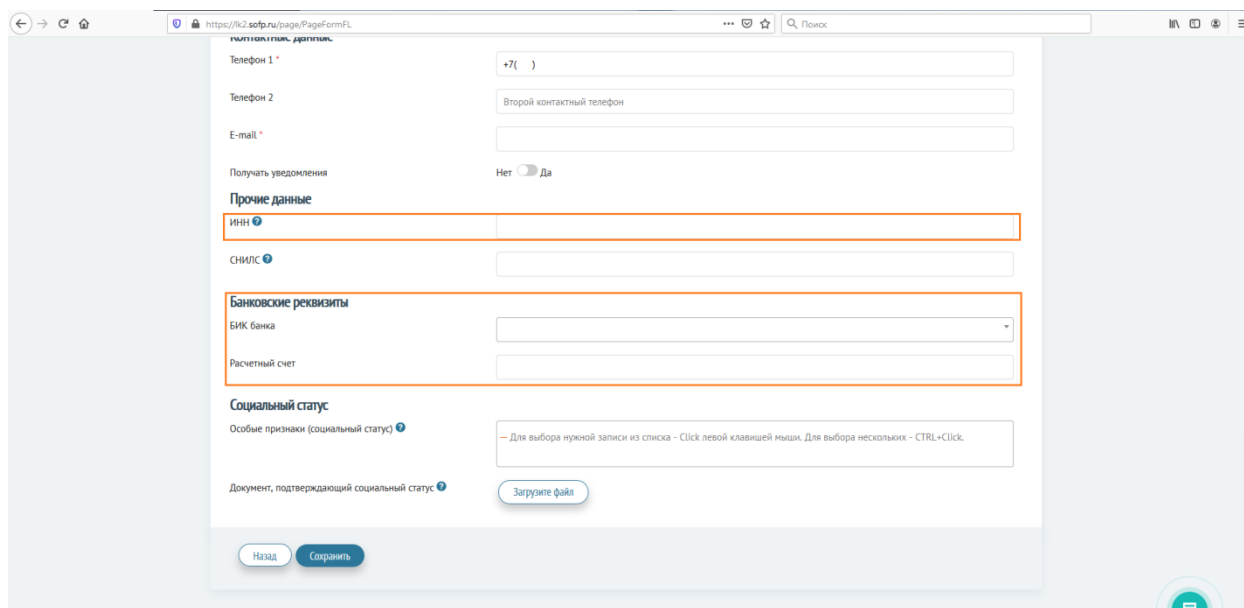 https://lk2.sofp.ru/page/PageFormFL
Поиск
Контактные данные
Телефон 1 *
+7( )
Телефон 2
Второй контактный телефон
E-mail *
Получать уведомления
Нет Да
Прочие данные
ИНН
СНИЛС
Банковские реквизиты
БИК банка
Расчетный счет
Социальный статус
Особые признаки (социальный статус)
— Для выбора нужной записи из списка - Click левой клавишей мыши. Для выбора нескольких - CTRL+Click.
Документ, подтверждающий социальный статус
Загрузите файл
Назад
Сохранить